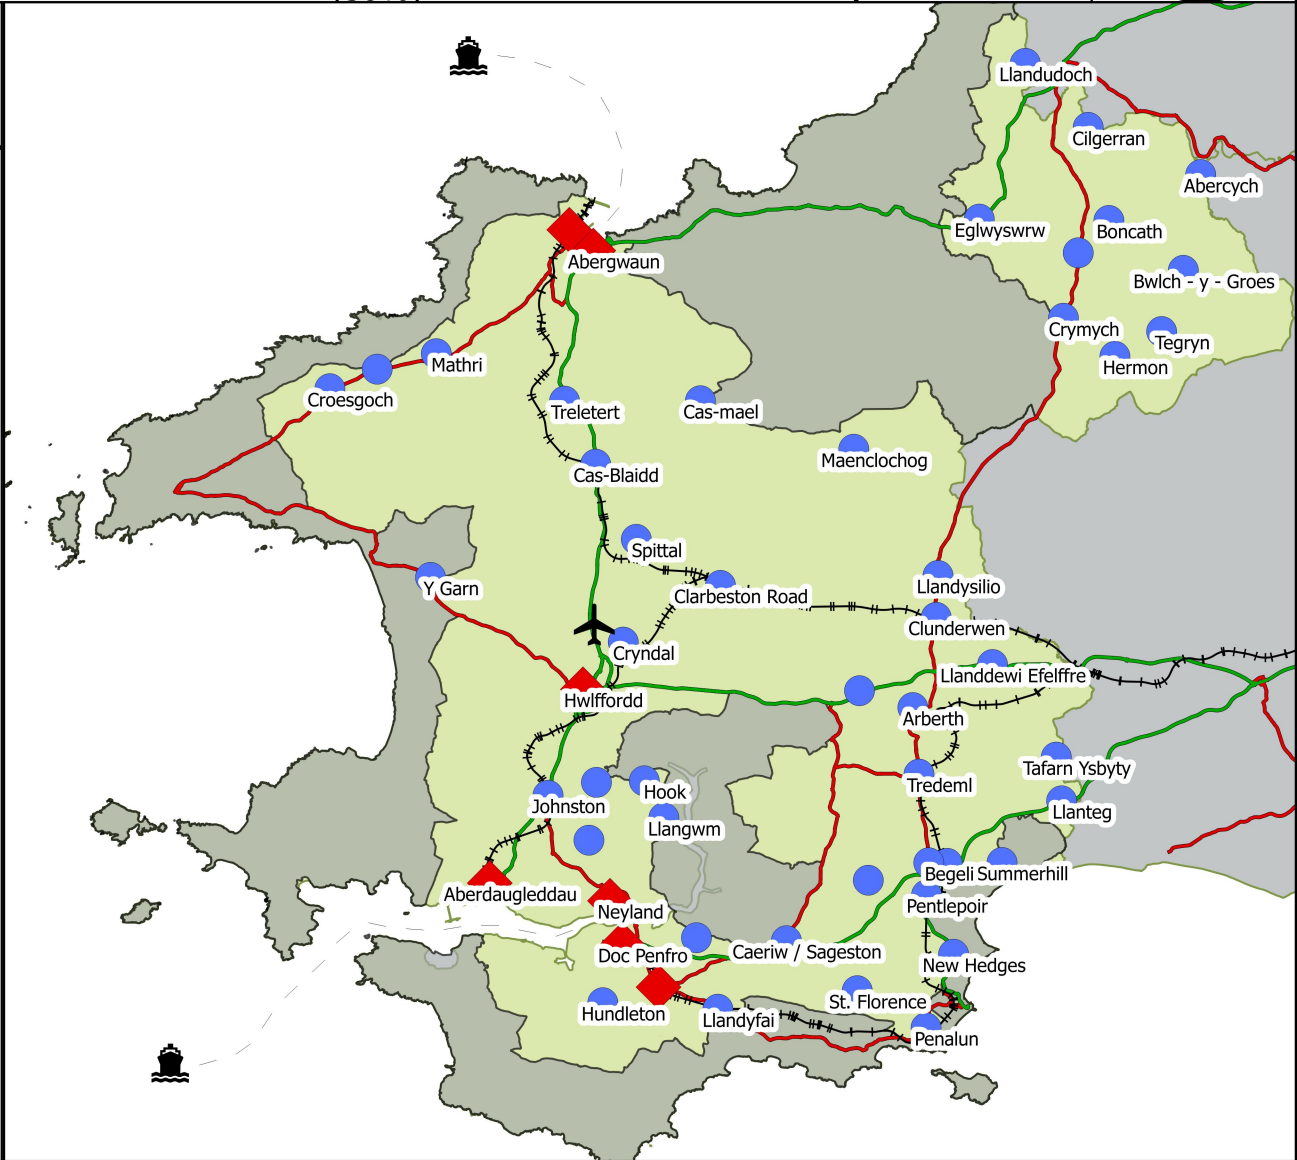 Llandudoch
Cilgerran
Abercych
Eglwyswrw
Boncath
Abergwaun
Bwlch - y - Groes
Crymych
Tegryn
Mathri
Hermon
Croesgoch
Treletert
Cas-mael
Maenclochog
Cas-Blaidd
Spittal
Y Garn
Clarbeston Road
Llandysilio
Clunderwen
Cryndal
Llanddewi Efelffre
Hwlffordd
Arberth
Tafarn Ysbyty
Tredeml
Hook
Johnston
Llangwm
Llanteg
Begeli
Summerhill
Aberdaugleddau
Pentlepoir
Neyland
Doc Penfro
Caeriw / Sageston
New Hedges
St. Florence
Hundleton
Llandyfai
Penalun